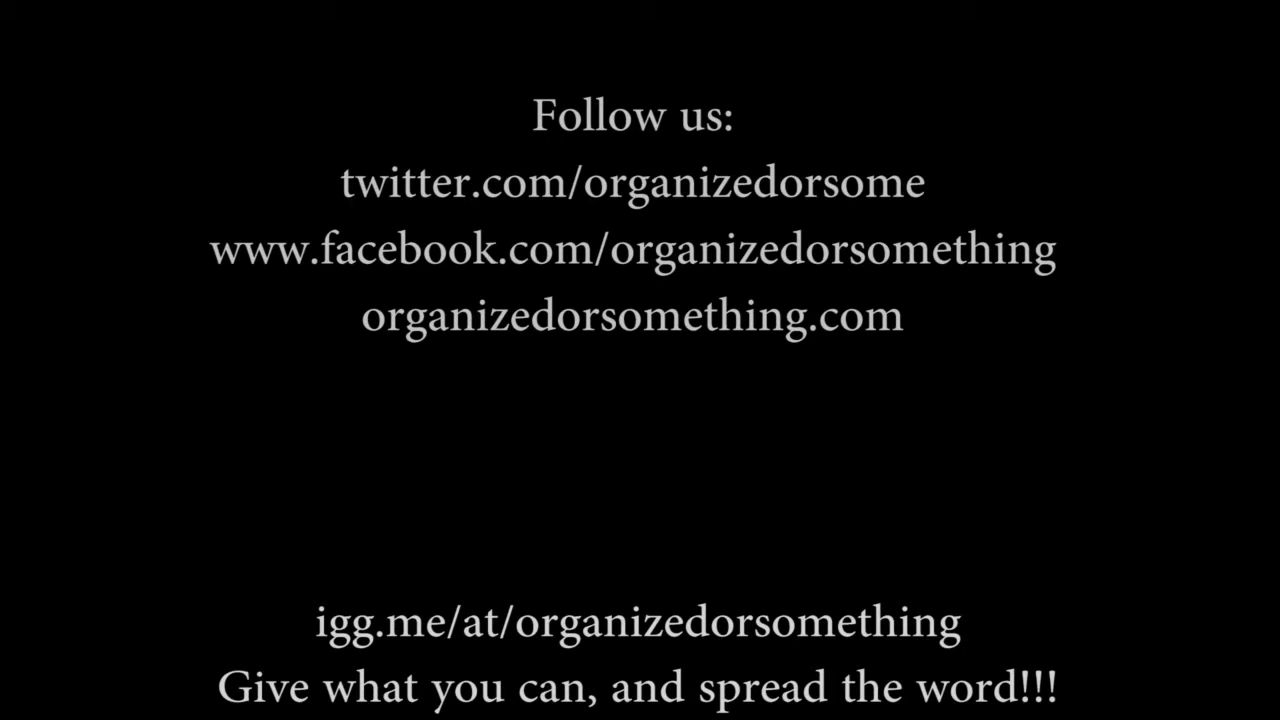 Follow us:
twitter.com/organizedorsome
www.facebook.com/organizedorsomething
organizedorsomething.com
igg.me/at/organizedorsomething
Give what you can, and spread the word!!!